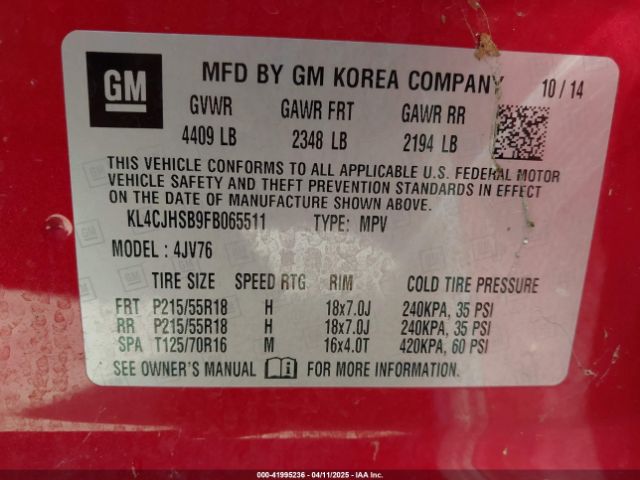 GM
MFD BY GM KOREA COMPANY 10/14
GVWR GAWR FRT GAWR RR
4409 LB 2348 LB 2194 LB
THIS VEHICLE CONFORMS TO ALL APPLICABLE U.S. FEDERAL MOTOR
VEHICLE SAFETY AND THEFT PREVENTION STANDARDS IN EFFECT
ON THE DATE OF MANUFACTURE SHOWN ABOVE.
KL4CJHSB9FB065511 TYPE: MPV
MODEL: 4JV76
TIRE SIZE SPEED RTG RIM COLD TIRE PRESSURE
FRT P215/55R18 H 18x7.0J 240KPA, 35 PSI
RR P215/55R18 H 18x7.0J 240KPA, 35 PSI
SPA T125/70R16 M 16x4.0T 420KPA, 60 PSI
SEE OWNER'S MANUAL FOR MORE INFORMATION.
000-41995236 - 04/11/2025 - IAA Inc.